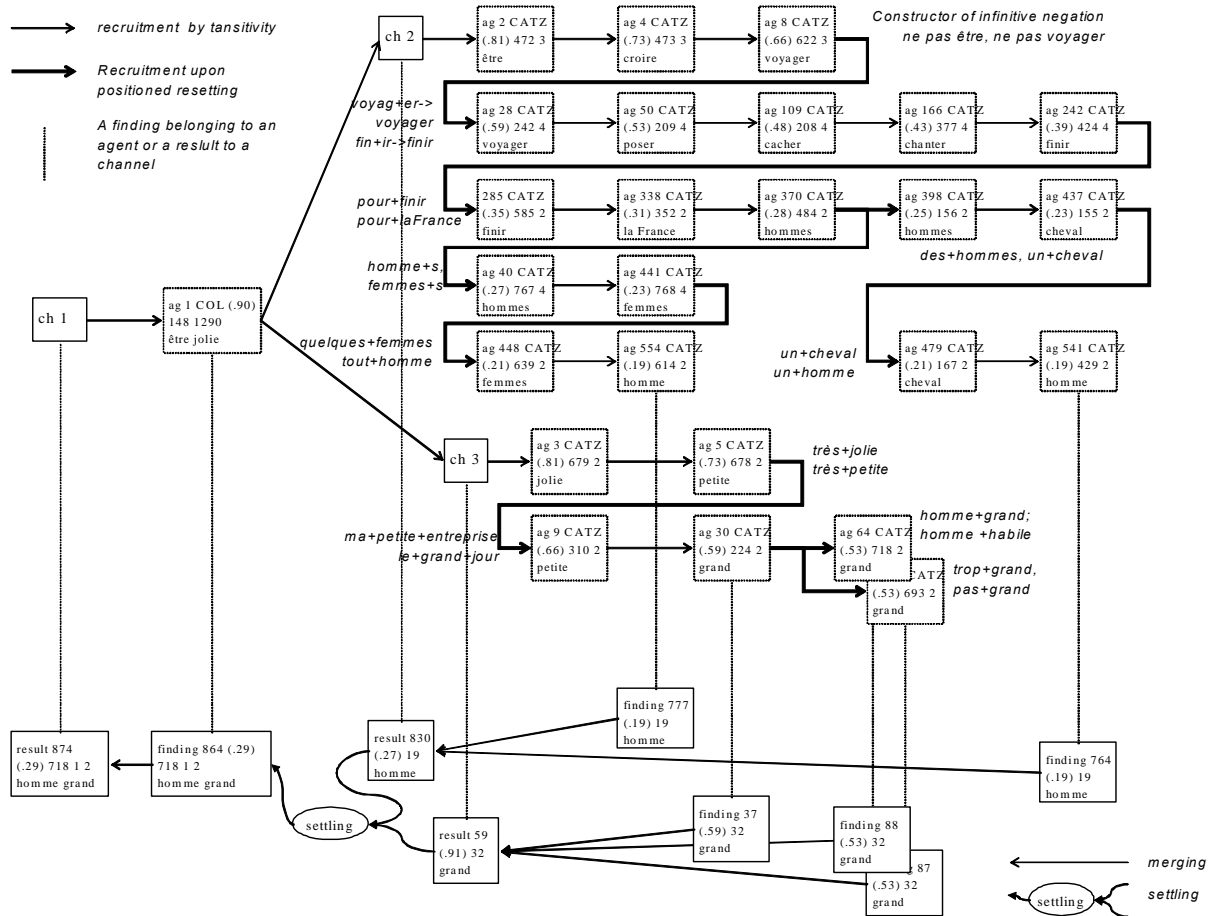 recruitment by tansitivity
Recruitment upon
positioned resetting
A finding belonging to an
agent or a reslult to a
channel
ch 2
ag 2 CATZ
(.81) 472 3
être
ag 4 CATZ
(.73) 473 3
croire
ag 8 CATZ
(.66) 622 3
voyager
Constructor of infinitive negation
ne pas être, ne pas voyager
voyag+er->
voyager
fin+ir->finir
ag 28 CATZ
(.59) 242 4
voyager
ag 50 CATZ
(.53) 209 4
poser
ag 109 CATZ
(.48) 208 4
cacher
ag 166 CATZ
(.43) 377 4
chanter
ag 242 CATZ
(.39) 424 4
finir
pour+finir
pour+laFrance
285 CATZ
(.35) 585 2
finir
ag 338 CATZ
(.31) 352 2
la France
ag 370 CATZ
(.28) 484 2
hommes
ag 398 CATZ
(.25) 156 2
hommes
ag 437 CATZ
(.23) 155 2
cheval
des+hommes, un+cheval
homme+s,
femmes+s
ag 40 CATZ
(.27) 767 4
hommes
ag 441 CATZ
(.23) 768 4
femmes
ch 1
ag 1 COL (.90)
148 1290
être jolie
quelques+femmes
tout+homme
ag 448 CATZ
(.21) 639 2
femmes
ag 554 CATZ
(.19) 614 2
homme
un+cheval
un+homme
ag 479 CATZ
(.21) 167 2
cheval
ag 541 CATZ
(.19) 429 2
homme
ch 3
ag 3 CATZ
(.81) 679 2
jolie
ag 5 CATZ
(.73) 678 2
petite
très+jolie
très+petite
ma+petite+entreprise
le+grand+jour
ag 9 CATZ
(.66) 310 2
petite
ag 30 CATZ
(.59) 224 2
grand
ag 64 CATZ
(.53) 718 2
grand
homme+grand;
homme +habile
CATZ
(.53) 693 2
grand
trop+grand,
pas+grand
result 874
(.29) 718 1 2
homme grand
finding 864 (.29)
718 1 2
homme grand
result 830
(.27) 19
homme
finding 777
(.19) 19
homme
finding 764
(.19) 19
homme
settling
result 59
(.91) 32
grand
finding 37
(.59) 32
grand
finding 88
(.53) 32
grand
87
(.53) 32
grand
merging
settling
settling